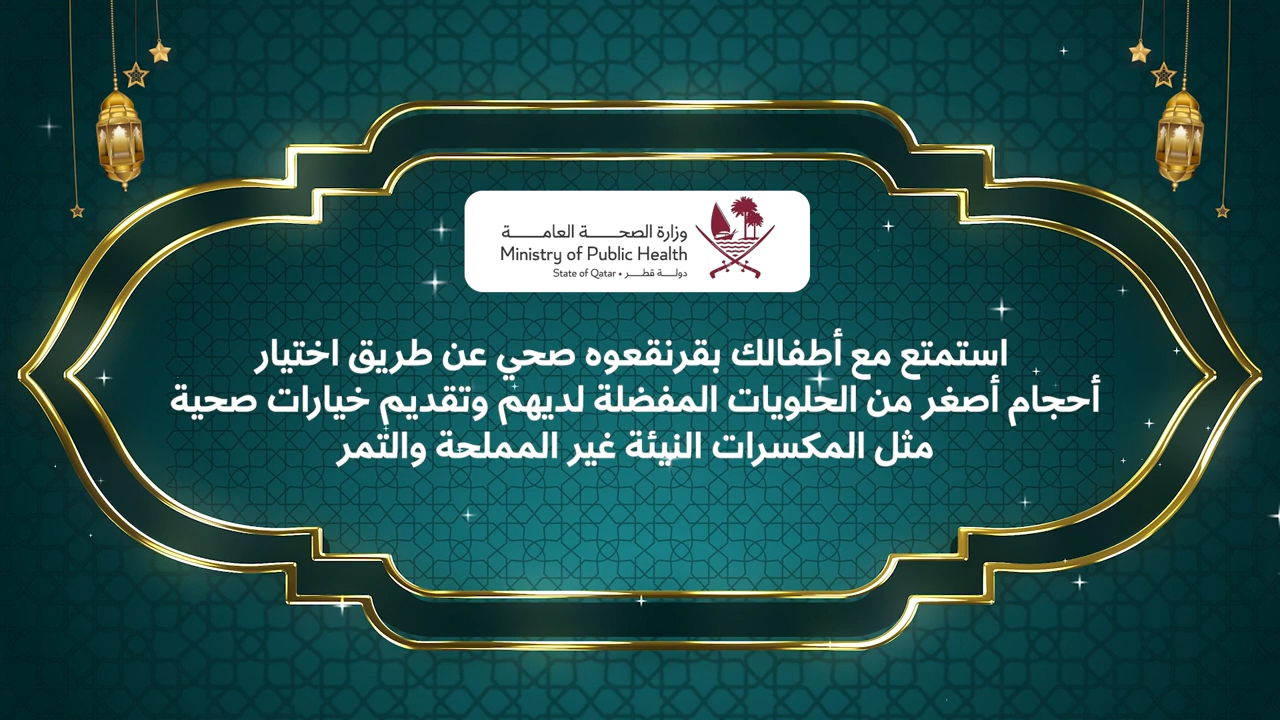 وزارة الصحة العامة
Ministry of Public Health
State of Qatar • دولة قطر
استمتع مع أطفالك بقرنقعوه صحي عن طريق اختيار
أحجام أصغر من الحلويات المفضلة لديهم وتقديم خيارات صحية
مثل المكسرات النيئة غير المملحة والتمر